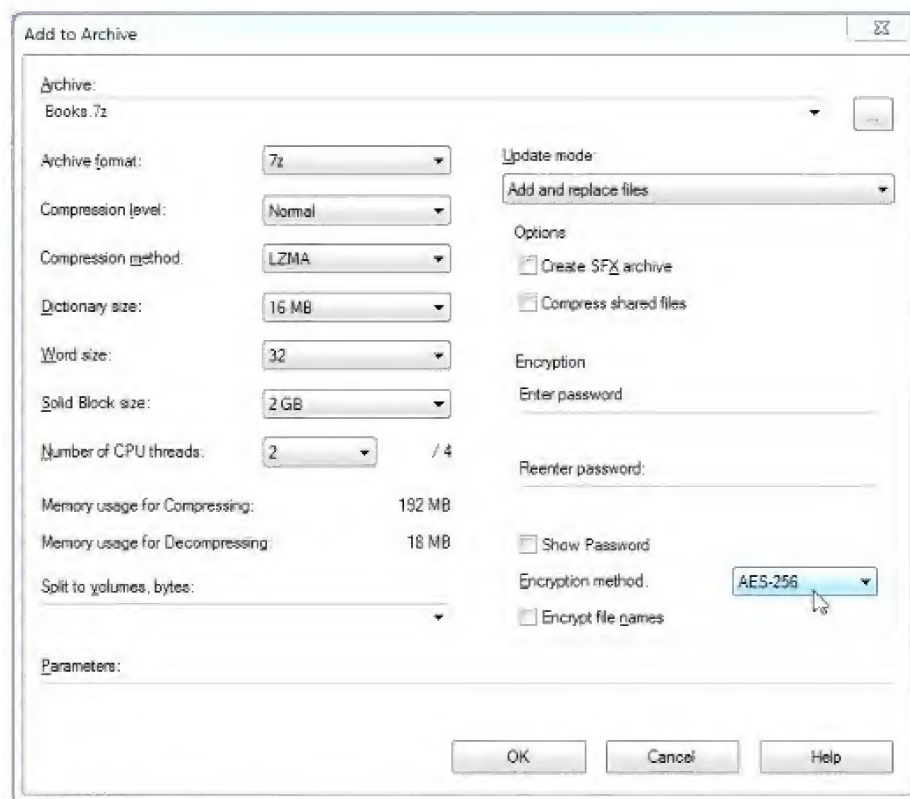 Add to Archive
Archive:
Books.7z
...
Archive format:
7z
Compression level:
Normal
Compression method:
LZMA
Dictionary size:
16 MB
Word size:
32
Solid Block size:
2 GB
Number of CPU threads:
2
/ 4
Memory usage for Compressing:
192 MB
Memory usage for Decompressing:
18 MB
Split to volumes, bytes:
Parameters:
Update mode:
Add and replace files
Options
Create SFX archive
Compress shared files
Encryption
Enter password
Reenter password:
Show Password
Encryption method:
AES-256
Encrypt file names
OK
Cancel
Help